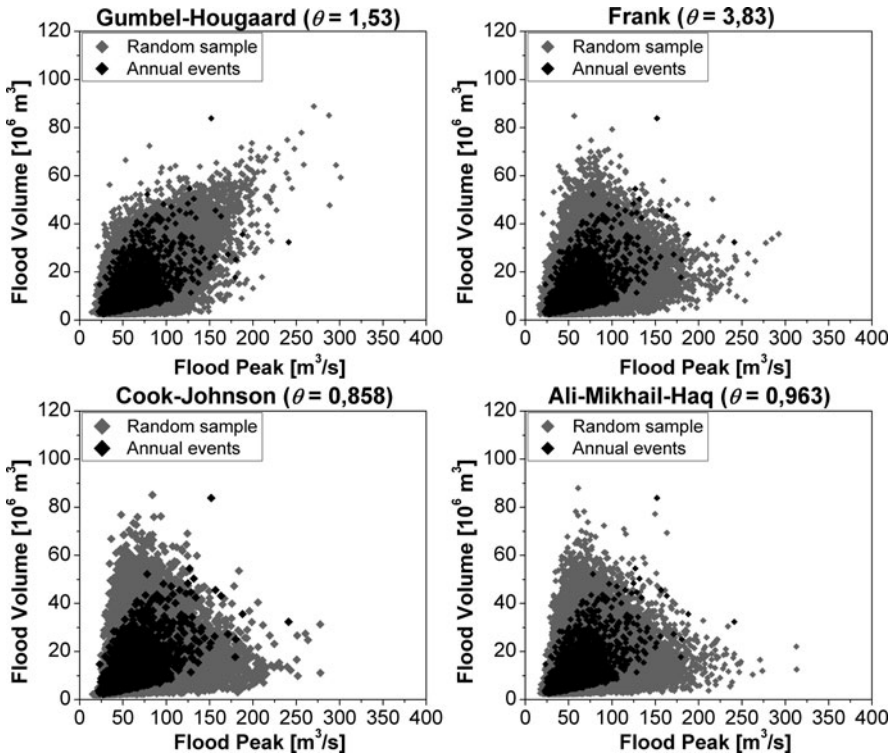 Gumbel-Hougaard (θ = 1,53)
Random sample
Annual events
Flood Volume [10⁶ m³]
120
100
80
60
40
20
0
0 50 100 150 200 250 300 350 400
Flood Peak [m³/s]
Frank (θ = 3,83)
Random sample
Annual events
Flood Volume [10⁶ m³]
120
100
80
60
40
20
0
0 50 100 150 200 250 300 350 400
Flood Peak [m³/s]
Cook-Johnson (θ = 0,858)
Random sample
Annual events
Flood Volume [10⁶ m³]
120
100
80
60
40
20
0
0 50 100 150 200 250 300 350 400
Flood Peak [m³/s]
Ali-Mikhail-Haq (θ = 0,963)
Random sample
Annual events
Flood Volume [10⁶ m³]
120
100
80
60
40
20
0
0 50 100 150 200 250 300 350 400
Flood Peak [m³/s]